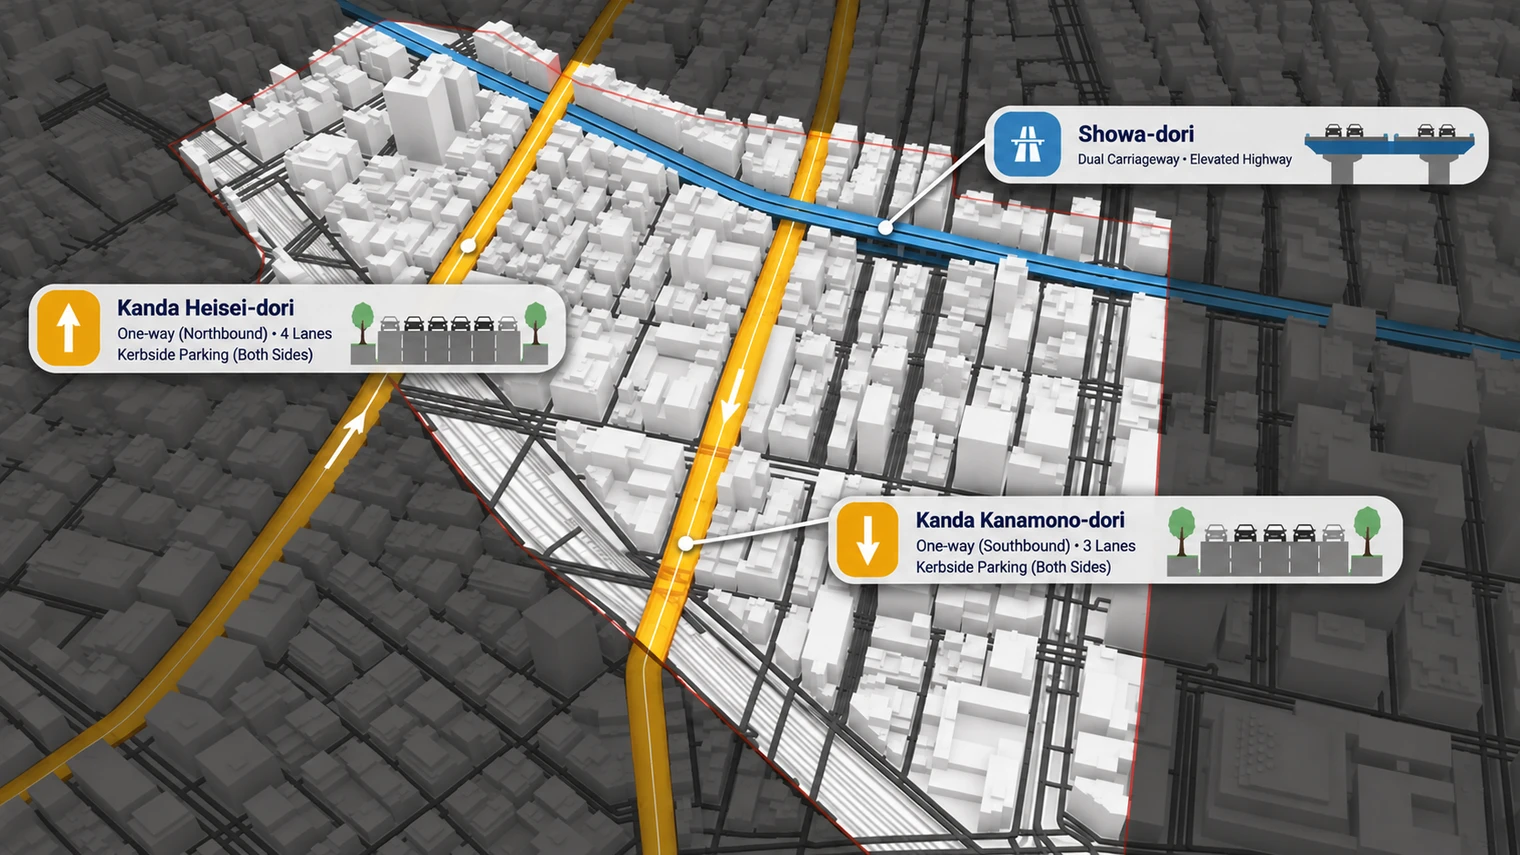 Showa-dori
Dual Carriageway • Elevated Highway
Kanda Heisei-dori
One-way (Northbound) • 4 Lanes
Kerbside Parking (Both Sides)
Kanda Kanamono-dori
One-way (Southbound) • 3 Lanes
Kerbside Parking (Both Sides)